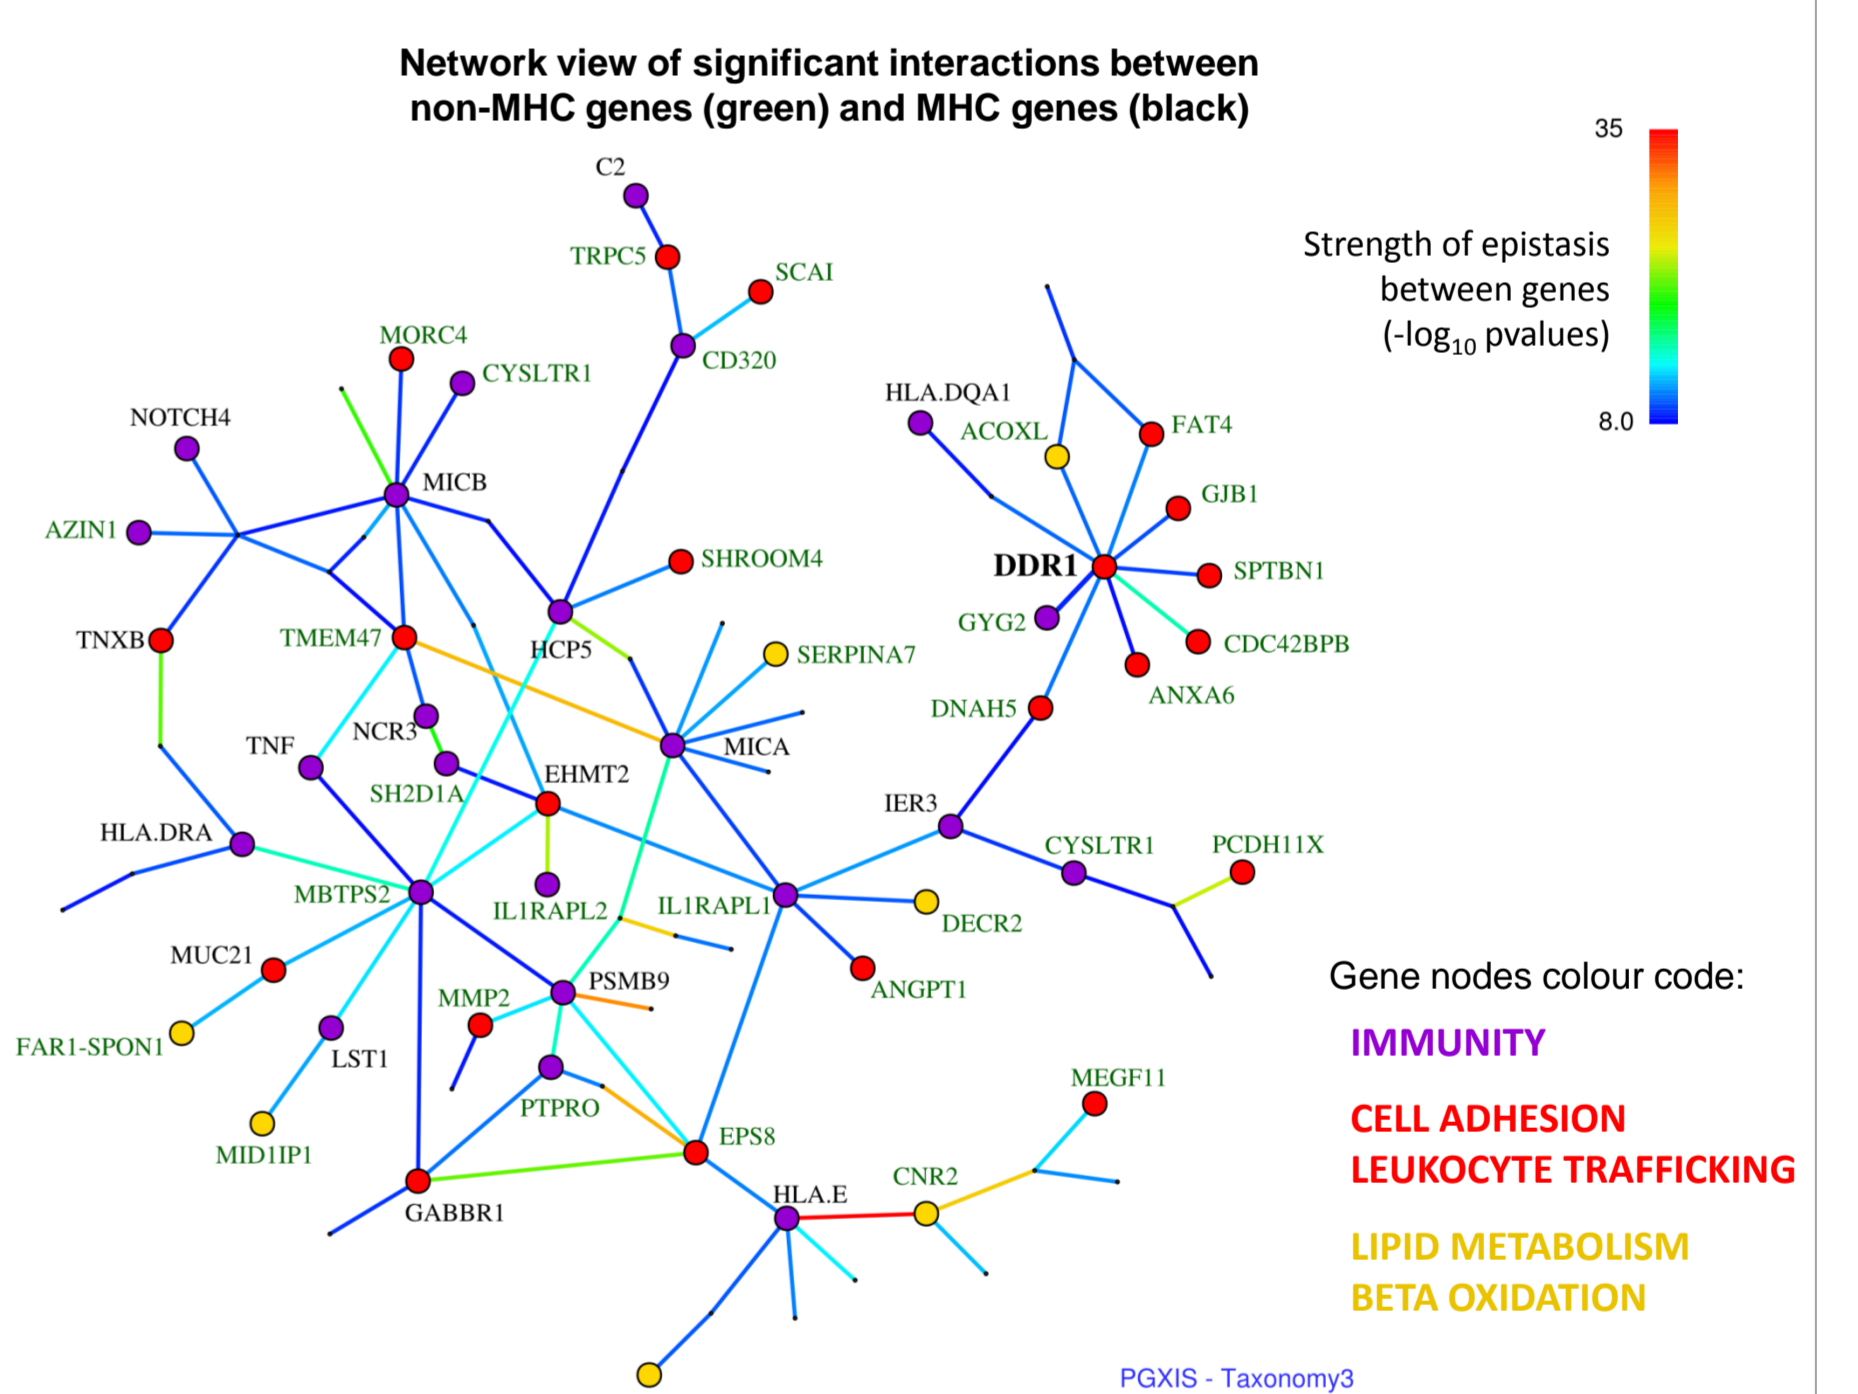 Network view of significant interactions between
non-MHC genes (green) and MHC genes (black)
35
Strength of epistasis
between genes
(-log10 pvalues)
8.0
C2
TRPC5
SCAI
CD320
MORC4
CYSLTR1
NOTCH4
MICB
AZIN1
HLA.DQA1
ACOXL
FAT4
GJB1
DDR1
SPTBN1
GYG2
CDC42BPB
ANXA6
SHROOM4
HCP5
TNXB
TMEM47
SERPINA7
DNAH5
NCR3
MICA
TNF
SH2D1A
EHMT2
IER3
HLA.DRA
CYSLTR1
PCDH11X
MBTPS2
IL1RAPL2
IL1RAPL1
DECR2
MUC21
PSMB9
ANGPT1
MMP2
FAR1-SPON1
LST1
PTPRO
MID1IP1
EPS8
GABBR1
HLA.E
CNR2
MEGF11
Gene nodes colour code:
IMMUNITY
CELL ADHESION
LEUKOCYTE TRAFFICKING
LIPID METABOLISM
BETA OXIDATION
PGXIS - Taxonomy3